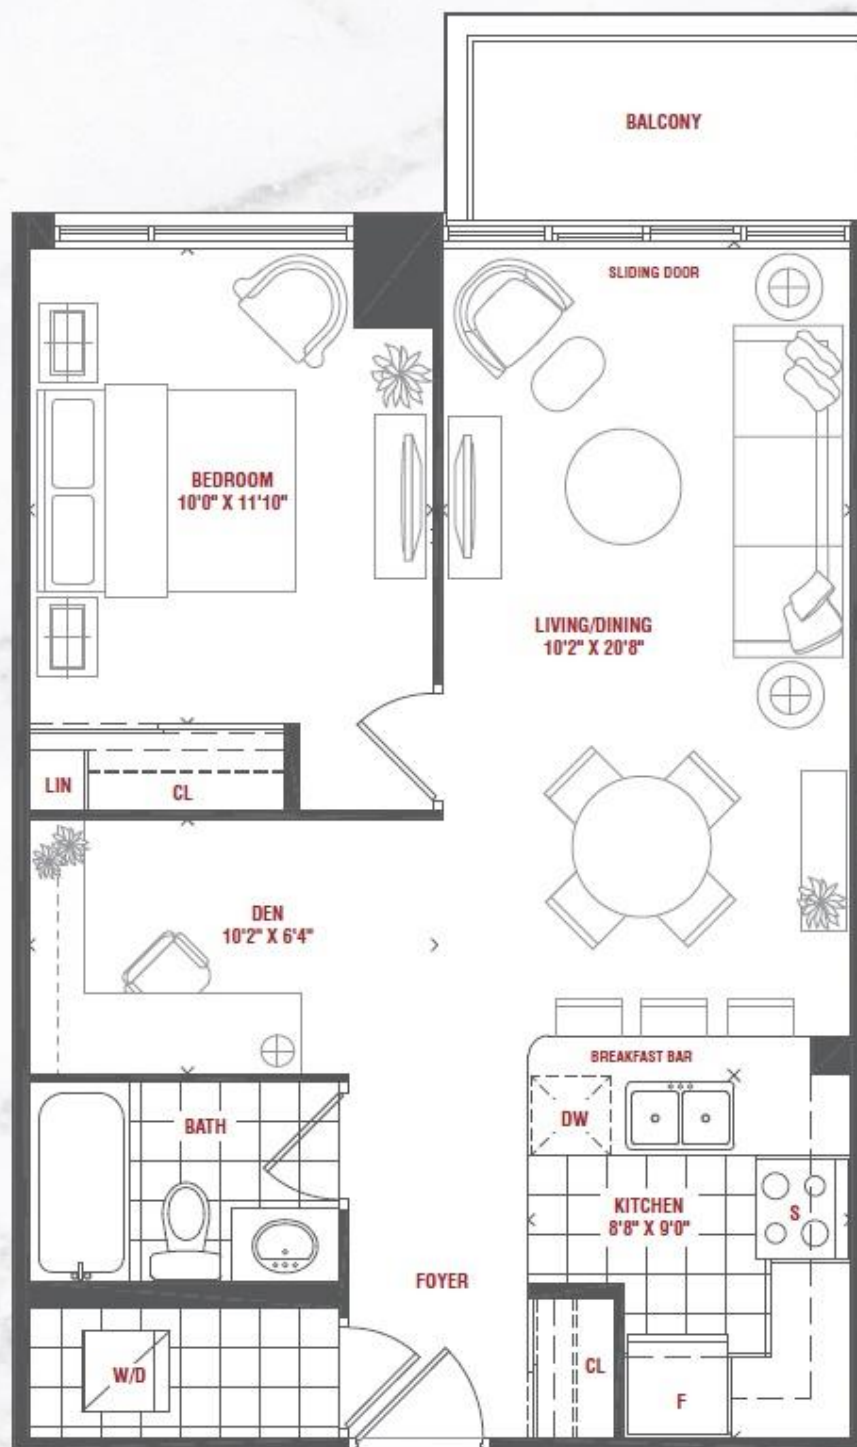 BALCONY
SLIDING DOOR
BEDROOM
10'0" X 11'10"
LIVING/DINING
10'2" X 20'8"
LIN
CL
DEN
10'2" X 6'4"
BREAKFAST BAR
DW
BATH
KITCHEN
8'8" X 9'0"
S
FOYER
W/D
CL
F